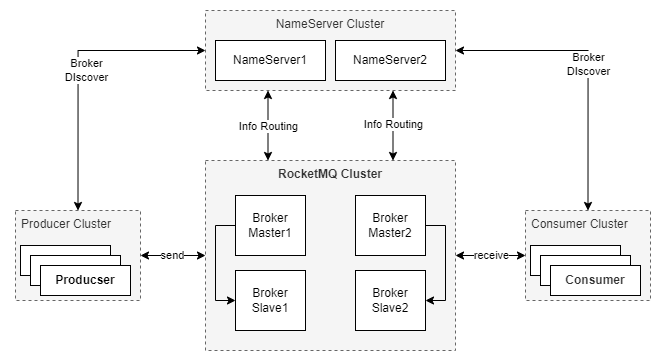 NameServer Cluster
NameServer1
NameServer2
Broker
DIscover
Broker
DIscover
Info Routing
Info Routing
RocketMQ Cluster
Broker
Master1
Broker
Master2
Broker
Slave1
Broker
Slave2
Producer Cluster
Producser
send
receive
Consumer Cluster
Consumer